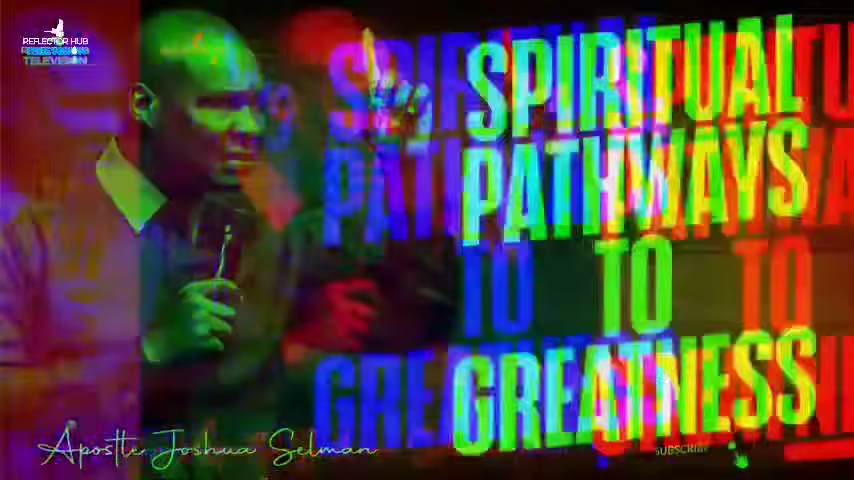 REFLECTOR HUB
TELEVISION
SPIRITUAL
PATHWAYS
TO
GREATNESS
Apostle Joshua Selman
SUBSCRIBE